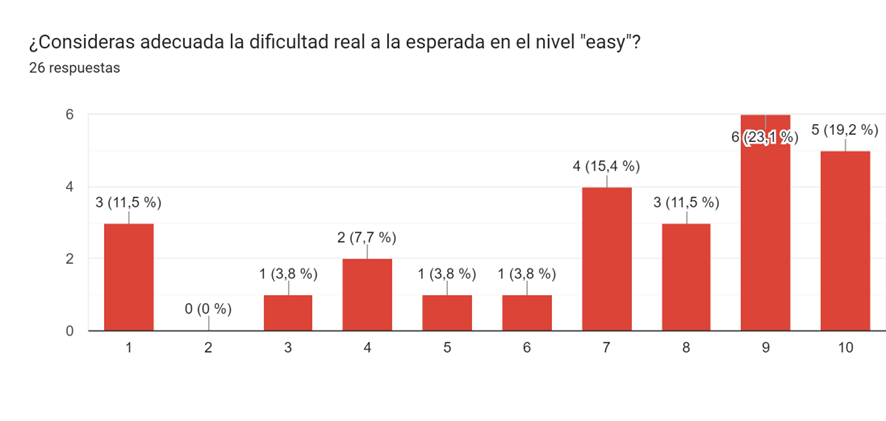 ¿Consideras adecuada la dificultad real a la esperada en el nivel "easy"?
26 respuestas
6
4
2
0
3 (11,5 %)
0 (0 %)
1 (3,8 %)
2 (7,7 %)
1 (3,8 %)
1 (3,8 %)
4 (15,4 %)
3 (11,5 %)
6 (23,1 %)
5 (19,2 %)
1 2 3 4 5 6 7 8 9 10